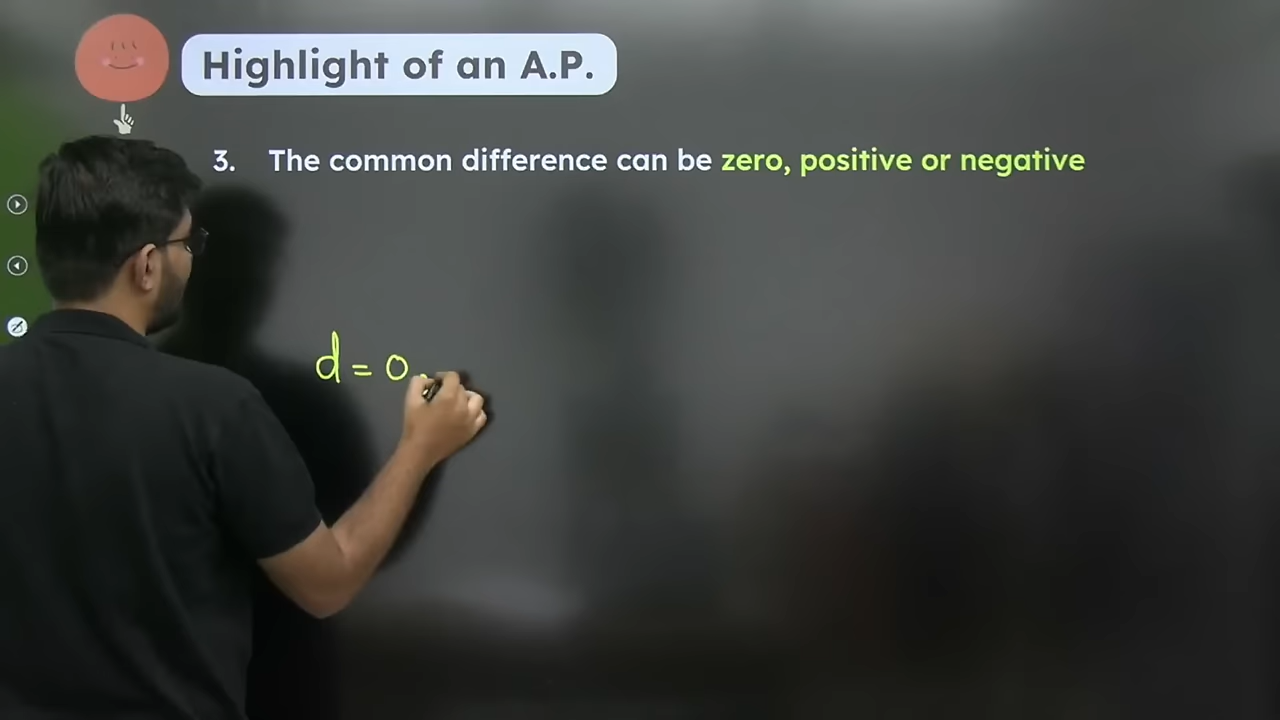 Highlight of an A.P.
3. The common difference can be zero, positive or negative
d = 0